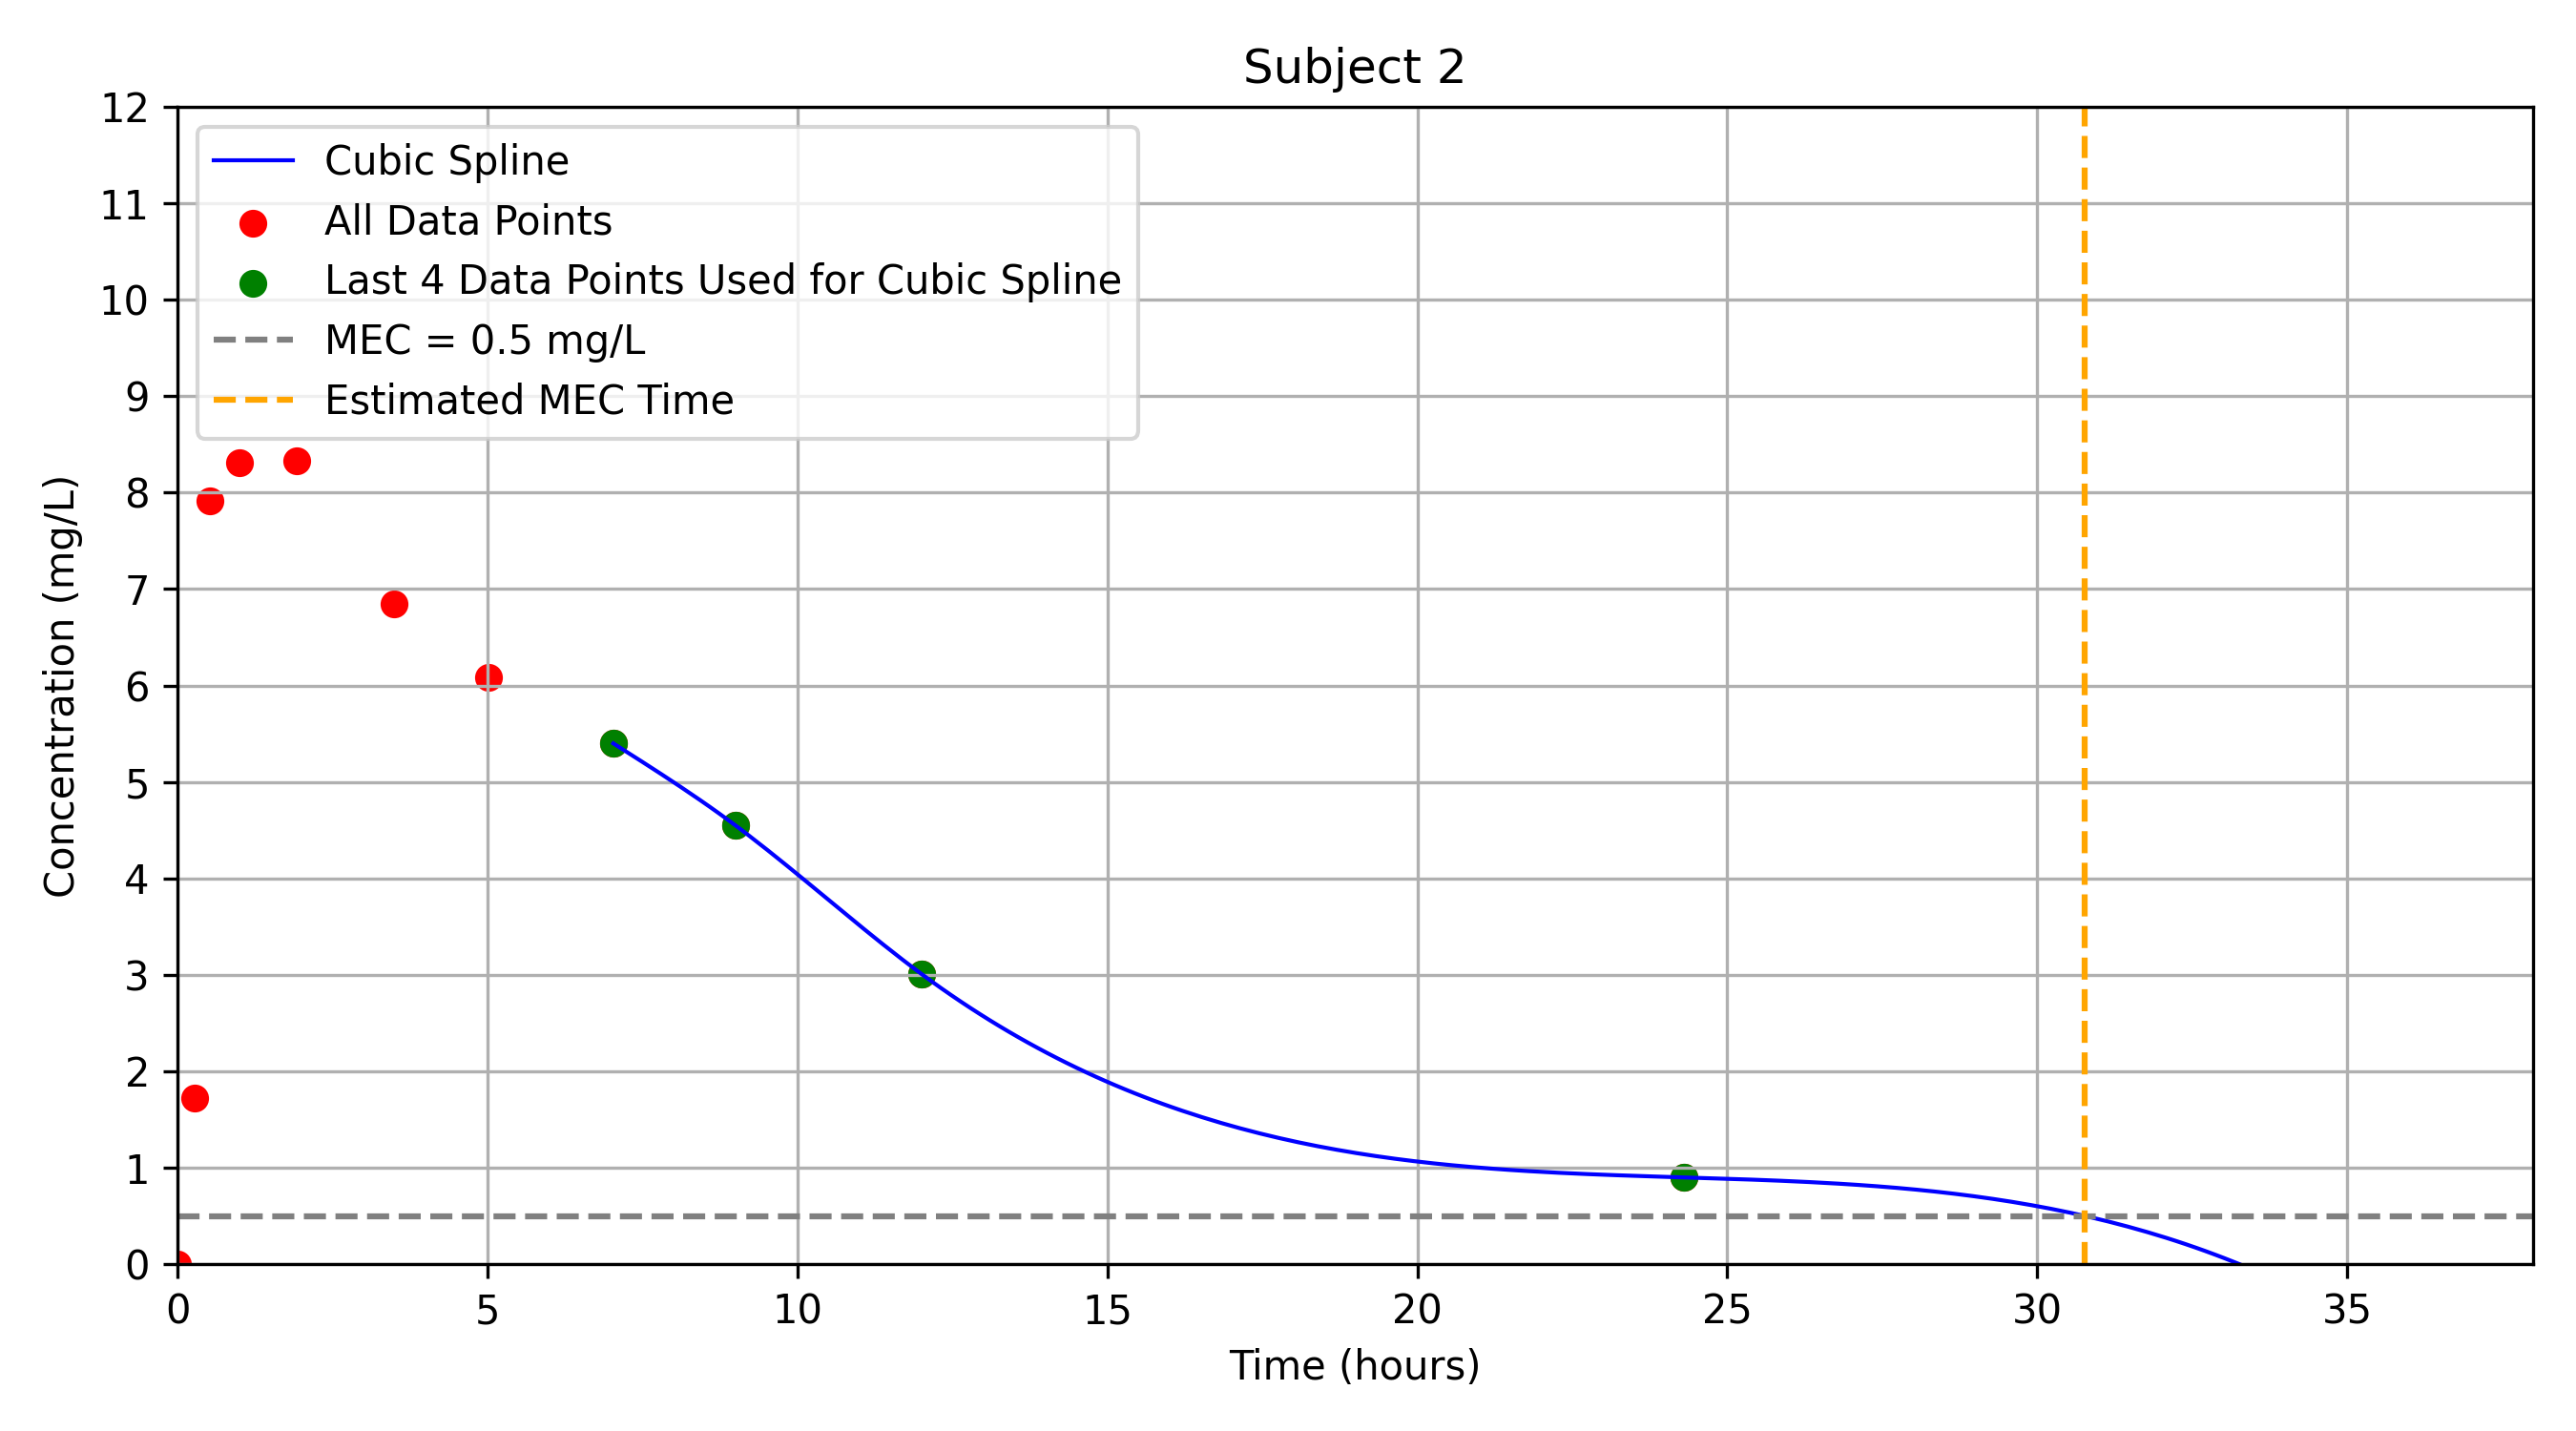 Subject 2
Cubic Spline
All Data Points
Last 4 Data Points Used for Cubic Spline
MEC = 0.5 mg/L
Estimated MEC Time
Concentration (mg/L)
12
11
10
9
8
7
6
5
4
3
2
1
0
0 5 10 15 20 25 30 35
Time (hours)